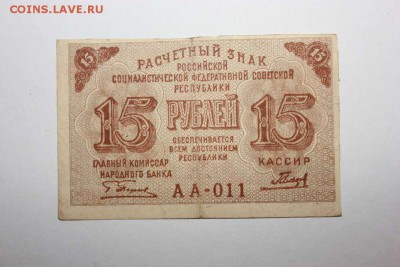 COINS.LAVE.RU
РАСЧЕТНЫЙ ЗНАК
15 15
РОССИЙСКОЙ
СОЦИАЛИСТИЧЕСКОЙ ФЕДЕРАТИВНОЙ СОВЕТСКОЙ
РЕСПУБЛИКИ
15 РУБЛЕЙ 15
ОБЕСПЕЧИВАЕТСЯ
ВСЕМ ДОСТОЯНИЕМ
РЕСПУБЛИКИ
ГЛАВНЫЙ КОМИССАР
НАРОДНОГО БАНКА
КАССИР
АА-011